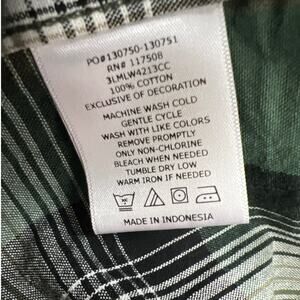 PO#130750-130751
RN# 117508
3LMLW4213CC
100% COTTON
EXCLUSIVE OF DECORATION
MACHINE WASH COLD
GENTLE CYCLE
WASH WITH LIKE COLORS
REMOVE PROMPTLY
ONLY NON-CHLORINE
BLEACH WHEN NEEDED
TUMBLE DRY LOW
WARM IRON IF NEEDED
MADE IN INDONESIA